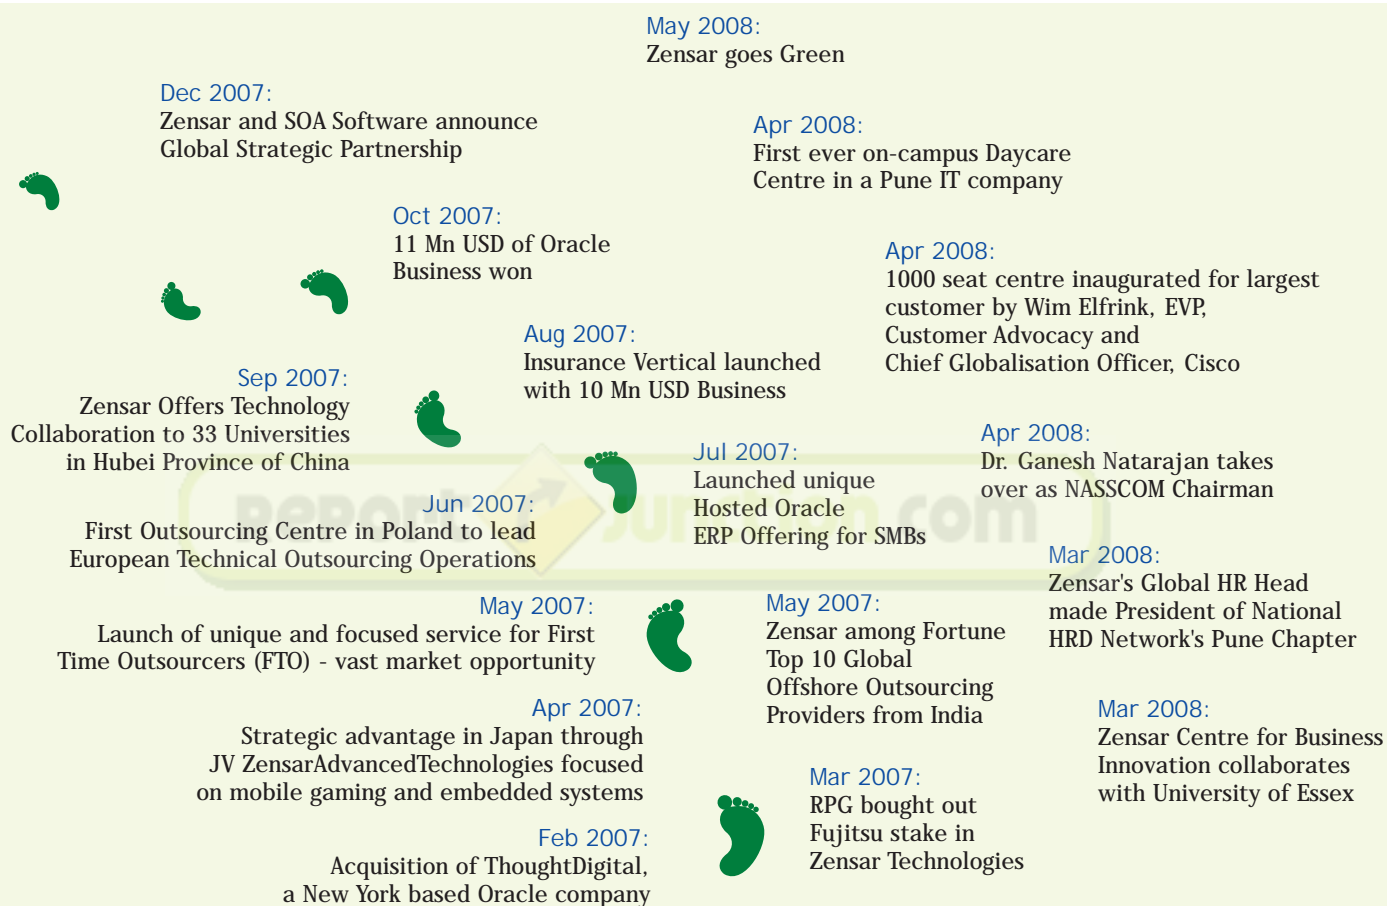 May 2008:
Zensar goes Green
Dec 2007:
Zensar and SOA Software announce
Global Strategic Partnership
Apr 2008:
First ever on-campus Daycare
Centre in a Pune IT company
Oct 2007:
11 Mn USD of Oracle
Business won
Apr 2008:
1000 seat centre inaugurated for largest
customer by Wim Elfrink, EVP,
Customer Advocacy and
Chief Globalisation Officer, Cisco
Aug 2007:
Insurance Vertical launched
with 10 Mn USD Business
Sep 2007:
Zensar Offers Technology
Collaboration to 33 Universities
in Hubei Province of China
Apr 2008:
Dr. Ganesh Natarajan takes
over as NASSCOM Chairman
Jul 2007:
Launched unique
Hosted Oracle
ERP Offering for SMBs
Jun 2007:
First Outsourcing Centre in Poland to lead
European Technical Outsourcing Operations
report junction.com
Mar 2008:
Zensar's Global HR Head
made President of National
HRD Network's Pune Chapter
May 2007:
Launch of unique and focused service for First
Time Outsourcers (FTO) - vast market opportunity
May 2007:
Zensar among Fortune
Top 10 Global
Offshore Outsourcing
Providers from India
Apr 2007:
Strategic advantage in Japan through
JV ZensarAdvancedTechnologies focused
on mobile gaming and embedded systems
Mar 2008:
Zensar Centre for Business
Innovation collaborates
with University of Essex
Mar 2007:
RPG bought out
Fujitsu stake in
Zensar Technologies
Feb 2007:
Acquisition of ThoughtDigital,
a New York based Oracle company